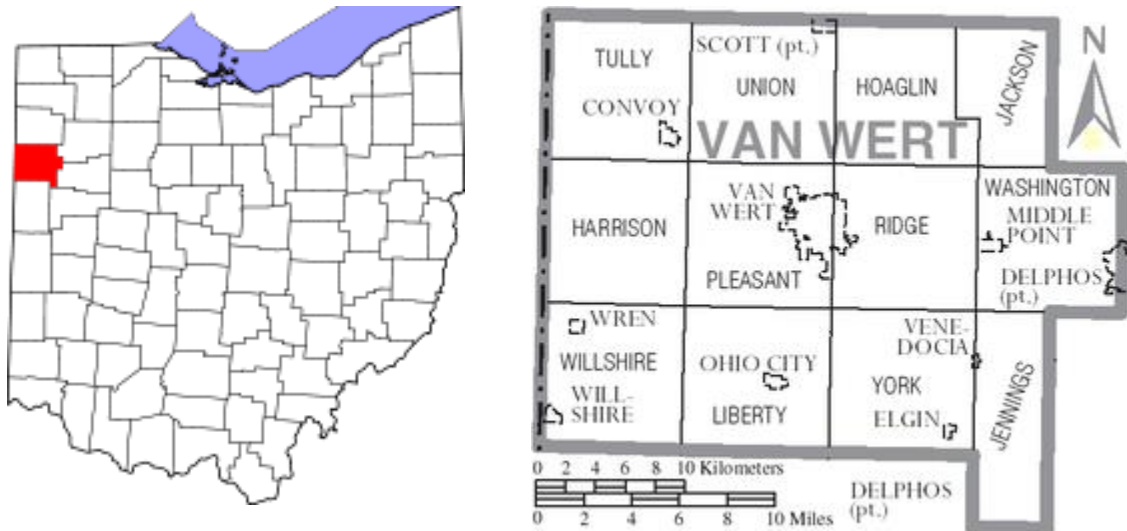 N
TULLY
SCOTT (pt.)
UNION
HOAGLIN
JACKSON
CONVOY
VAN WERT
VAN
WERT
HARRISON
RIDGE
WASHINGTON
MIDDLE
POINT
PLEASANT
DELPHOS
(pt.)
WREN
VENE-
DOCIA
WILLSHIRE
OHIO CITY
YORK
WILL-
SHIRE
LIBERTY
ELGIN
JENNINGS
0 2 4 6 8 10 Kilometers
0 2 4 6 8 10 Miles
DELPHOS
(pt.)